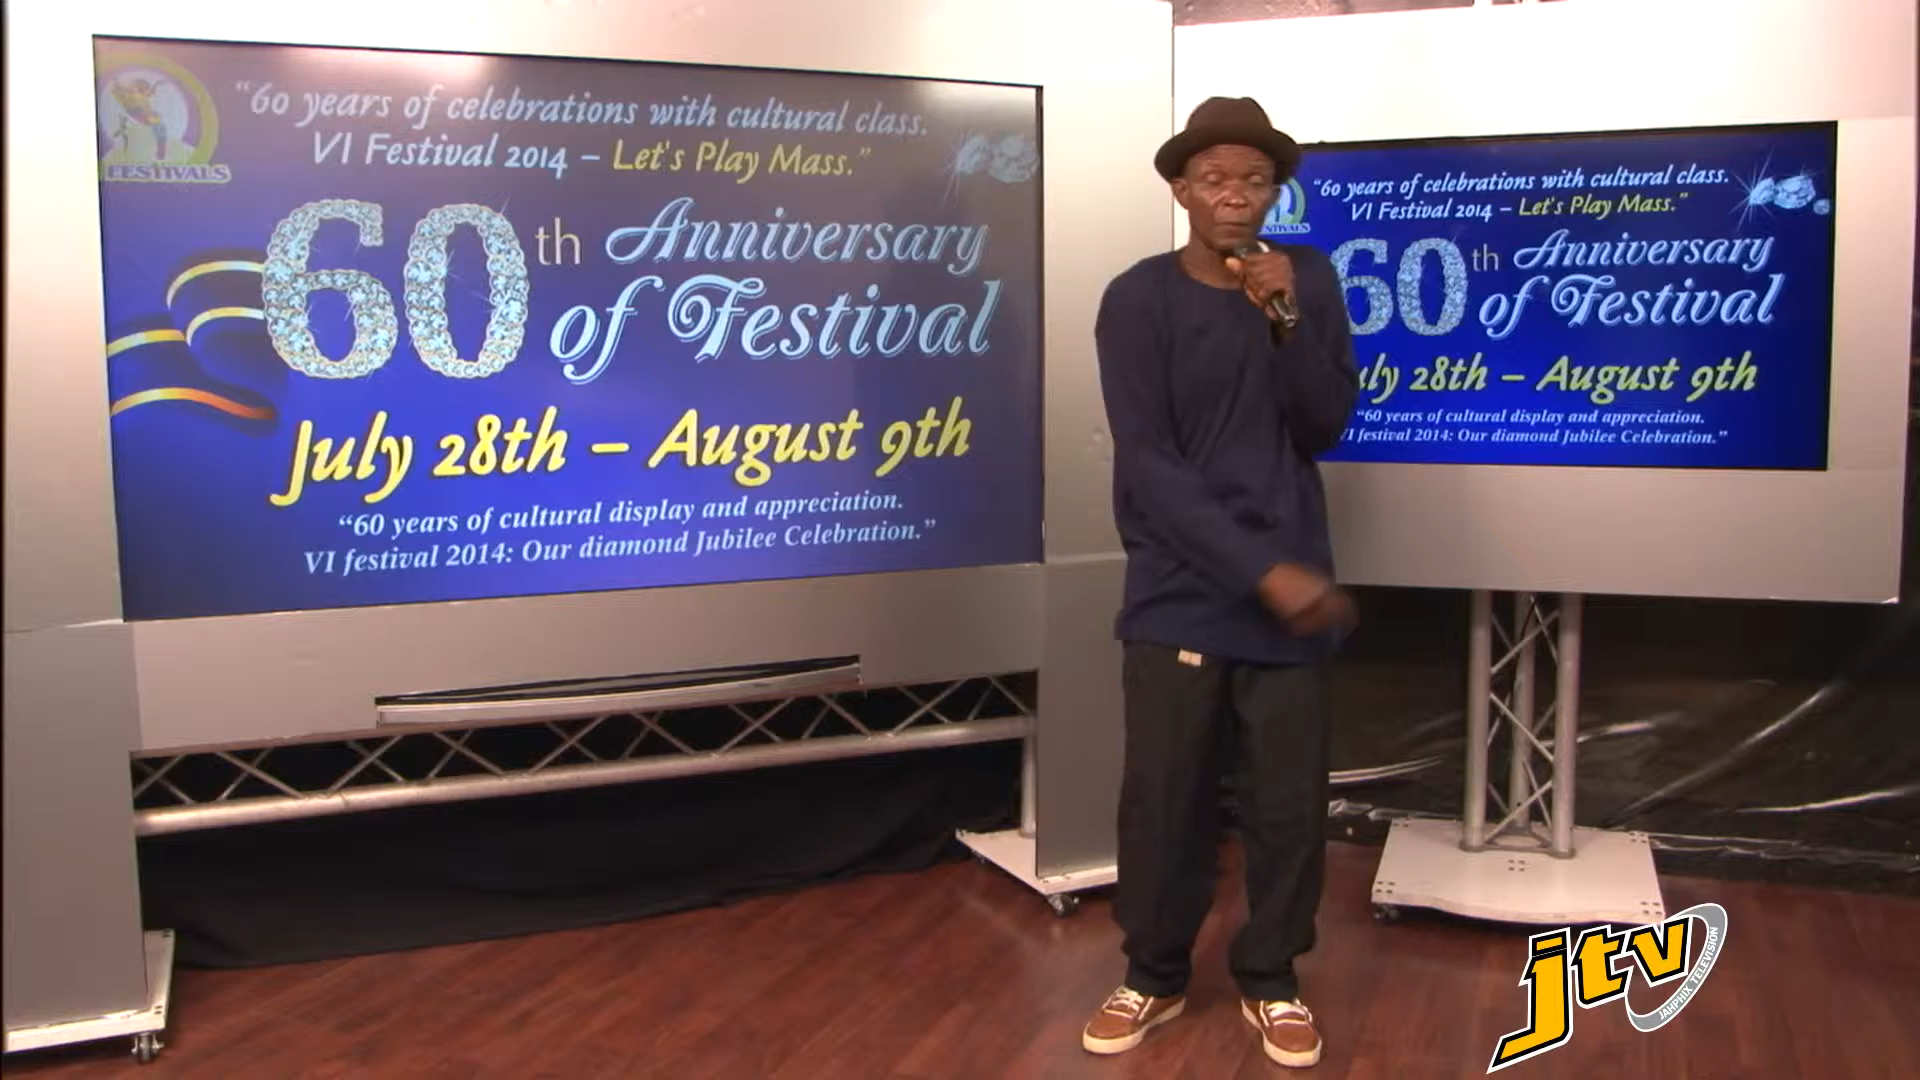 FESTIVALS
“60 years of celebrations with cultural class.
VI Festival 2014 – Let's Play Mass.”
60th Anniversary
of Festival
July 28th – August 9th
“60 years of cultural display and appreciation.
VI festival 2014: Our diamond Jubilee Celebration.”
“60 years of celebrations with cultural class.
VI Festival 2014 – Let's Play Mass.”
60th Anniversary
of Festival
28th – August 9th
“60 years of cultural display and appreciation.
VI festival 2014: Our diamond Jubilee Celebration.”
jtv
JAHPHIX TELEVISION